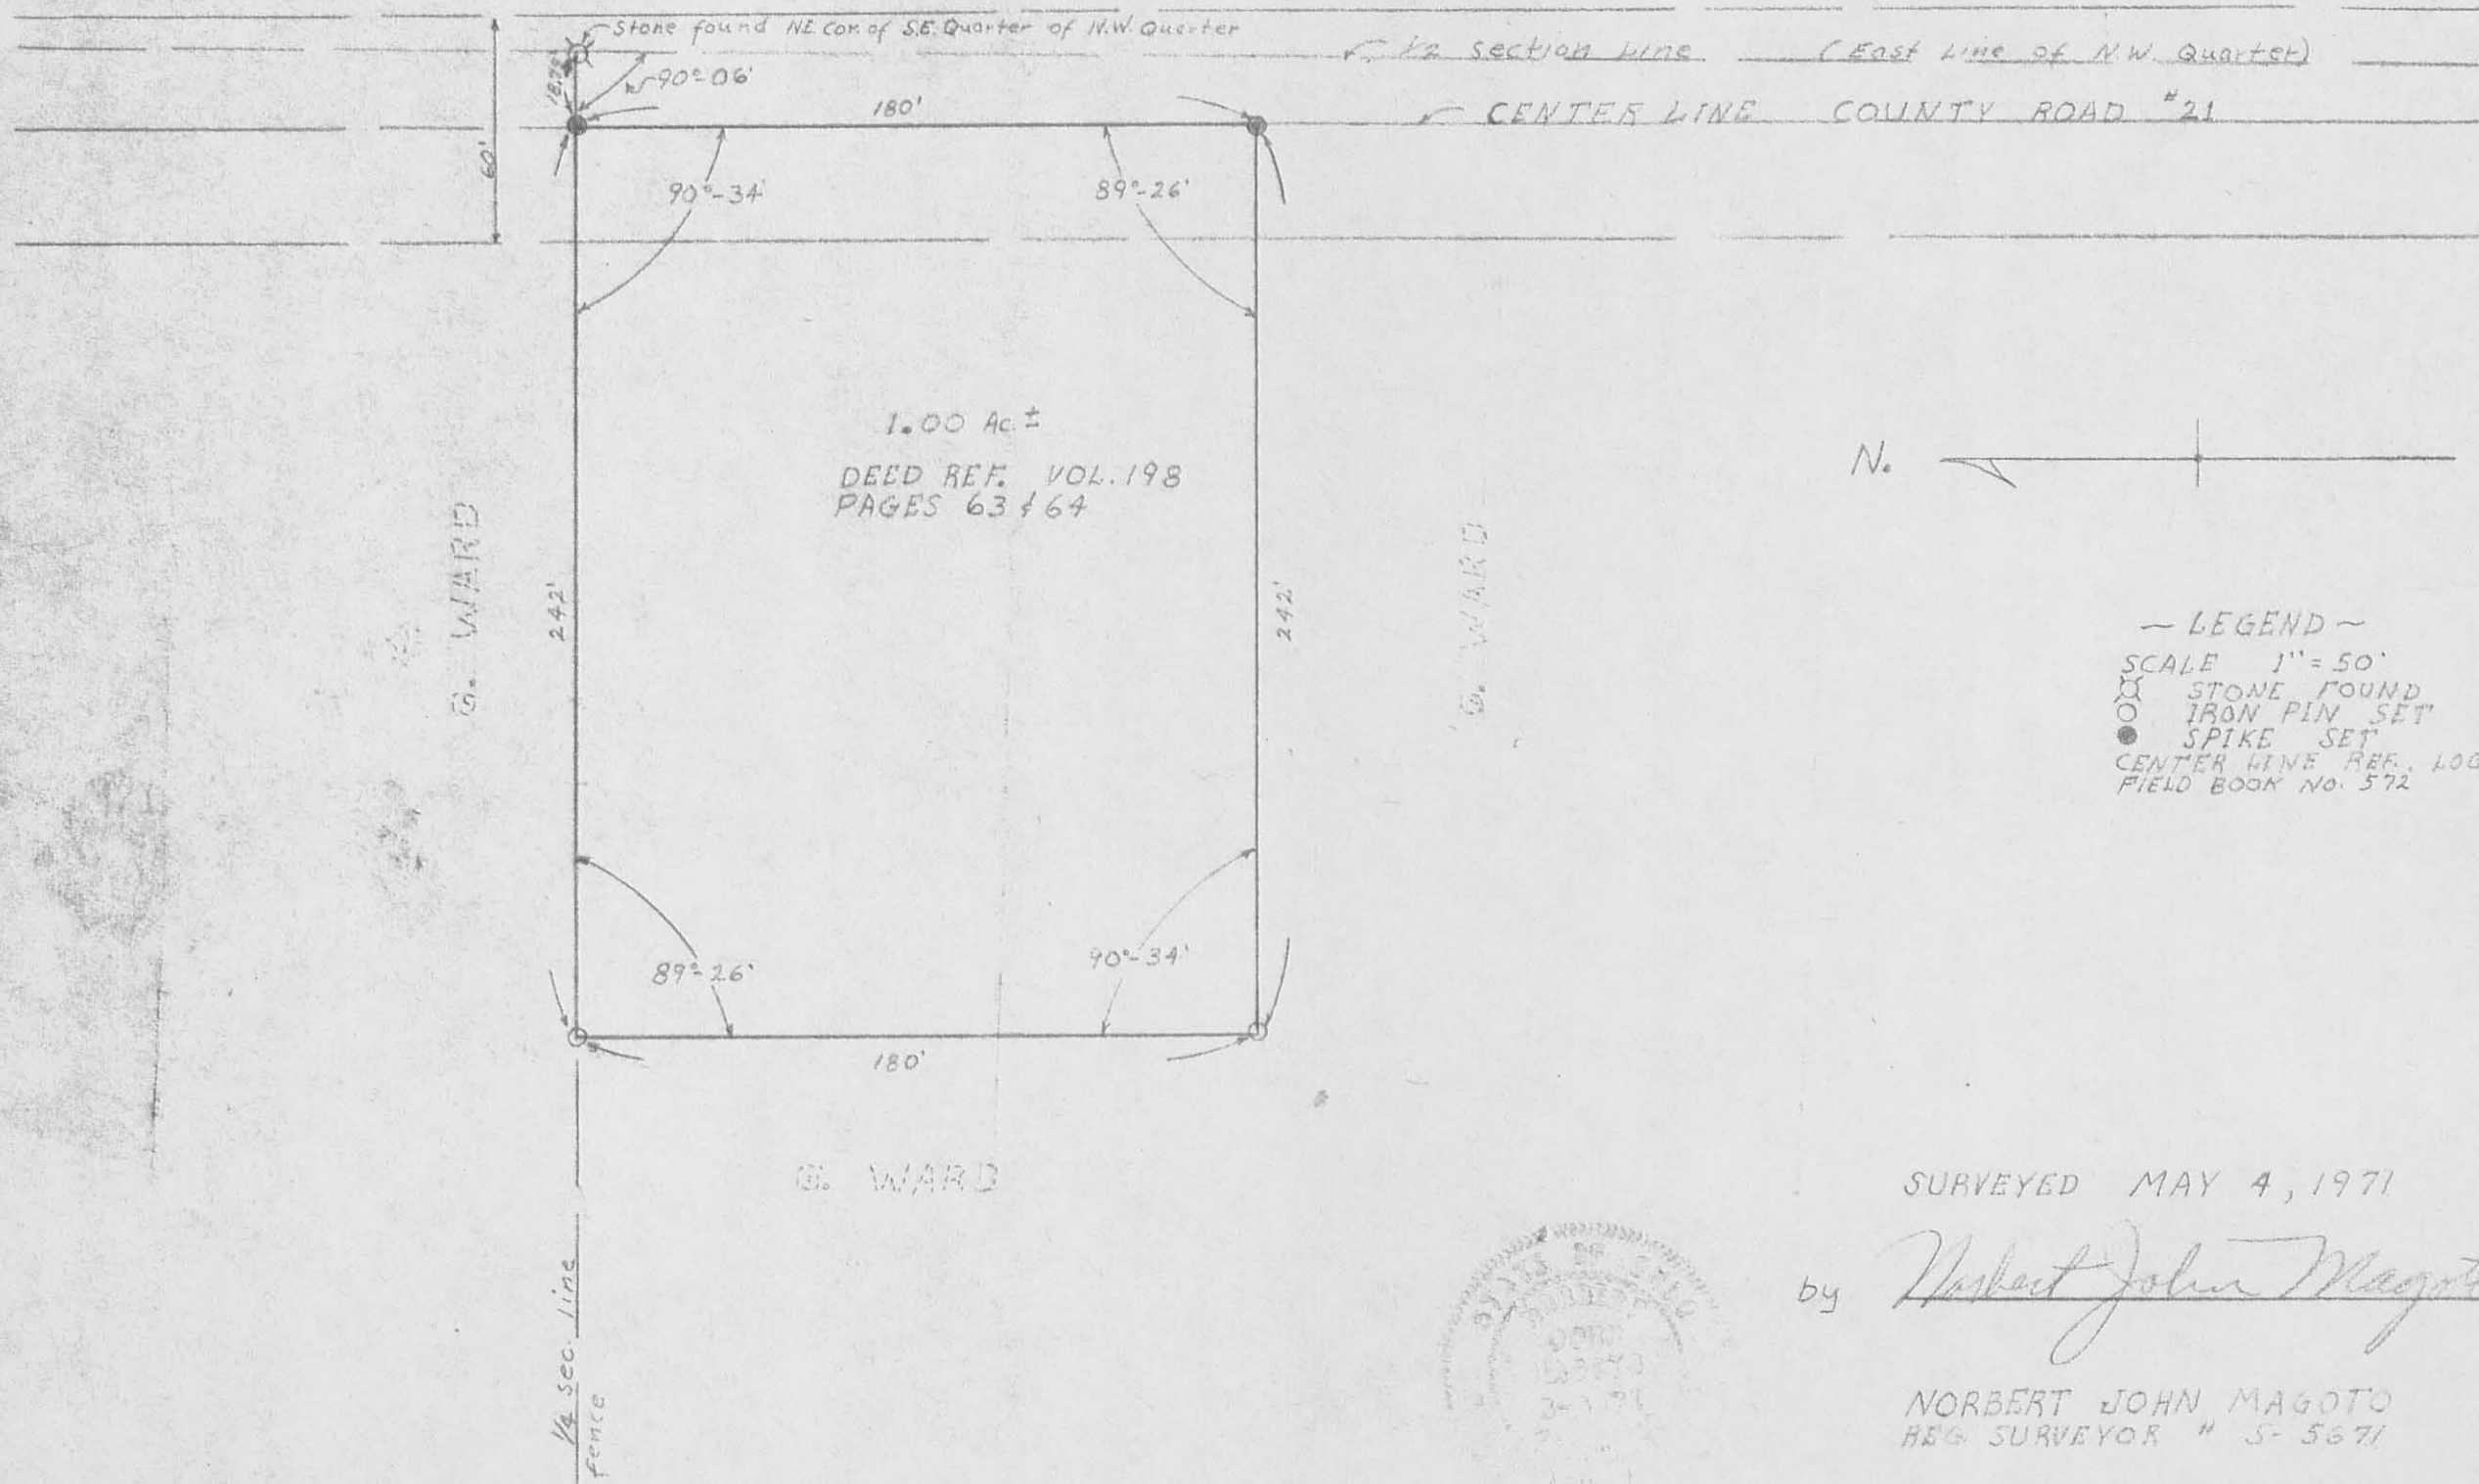 Stone found NE Cor. of S.E. Quarter of N.W. Quarter
1/2 Section Line (East Line of N.W. Quarter)
90°-06'
180'
CENTER LINE COUNTY ROAD #21
60'
90°-34'
89°-26'
1.00 Ac. ±
DEED REF. VOL. 198
PAGES 63 & 64
N.
G. WARD
242'
242'
G. WARD
— LEGEND —
SCALE 1" = 50'
STONE FOUND
IRON PIN SET
SPIKE SET
CENTER LINE REF. LOG
FIELD BOOK NO. 572
89°-26'
90°-34'
180'
G. WARD
SURVEYED MAY 4, 1971
by Norbert John Magoto
NORBERT JOHN MAGOTO
REG SURVEYOR # S-5671
1/4 sec. line
Fence